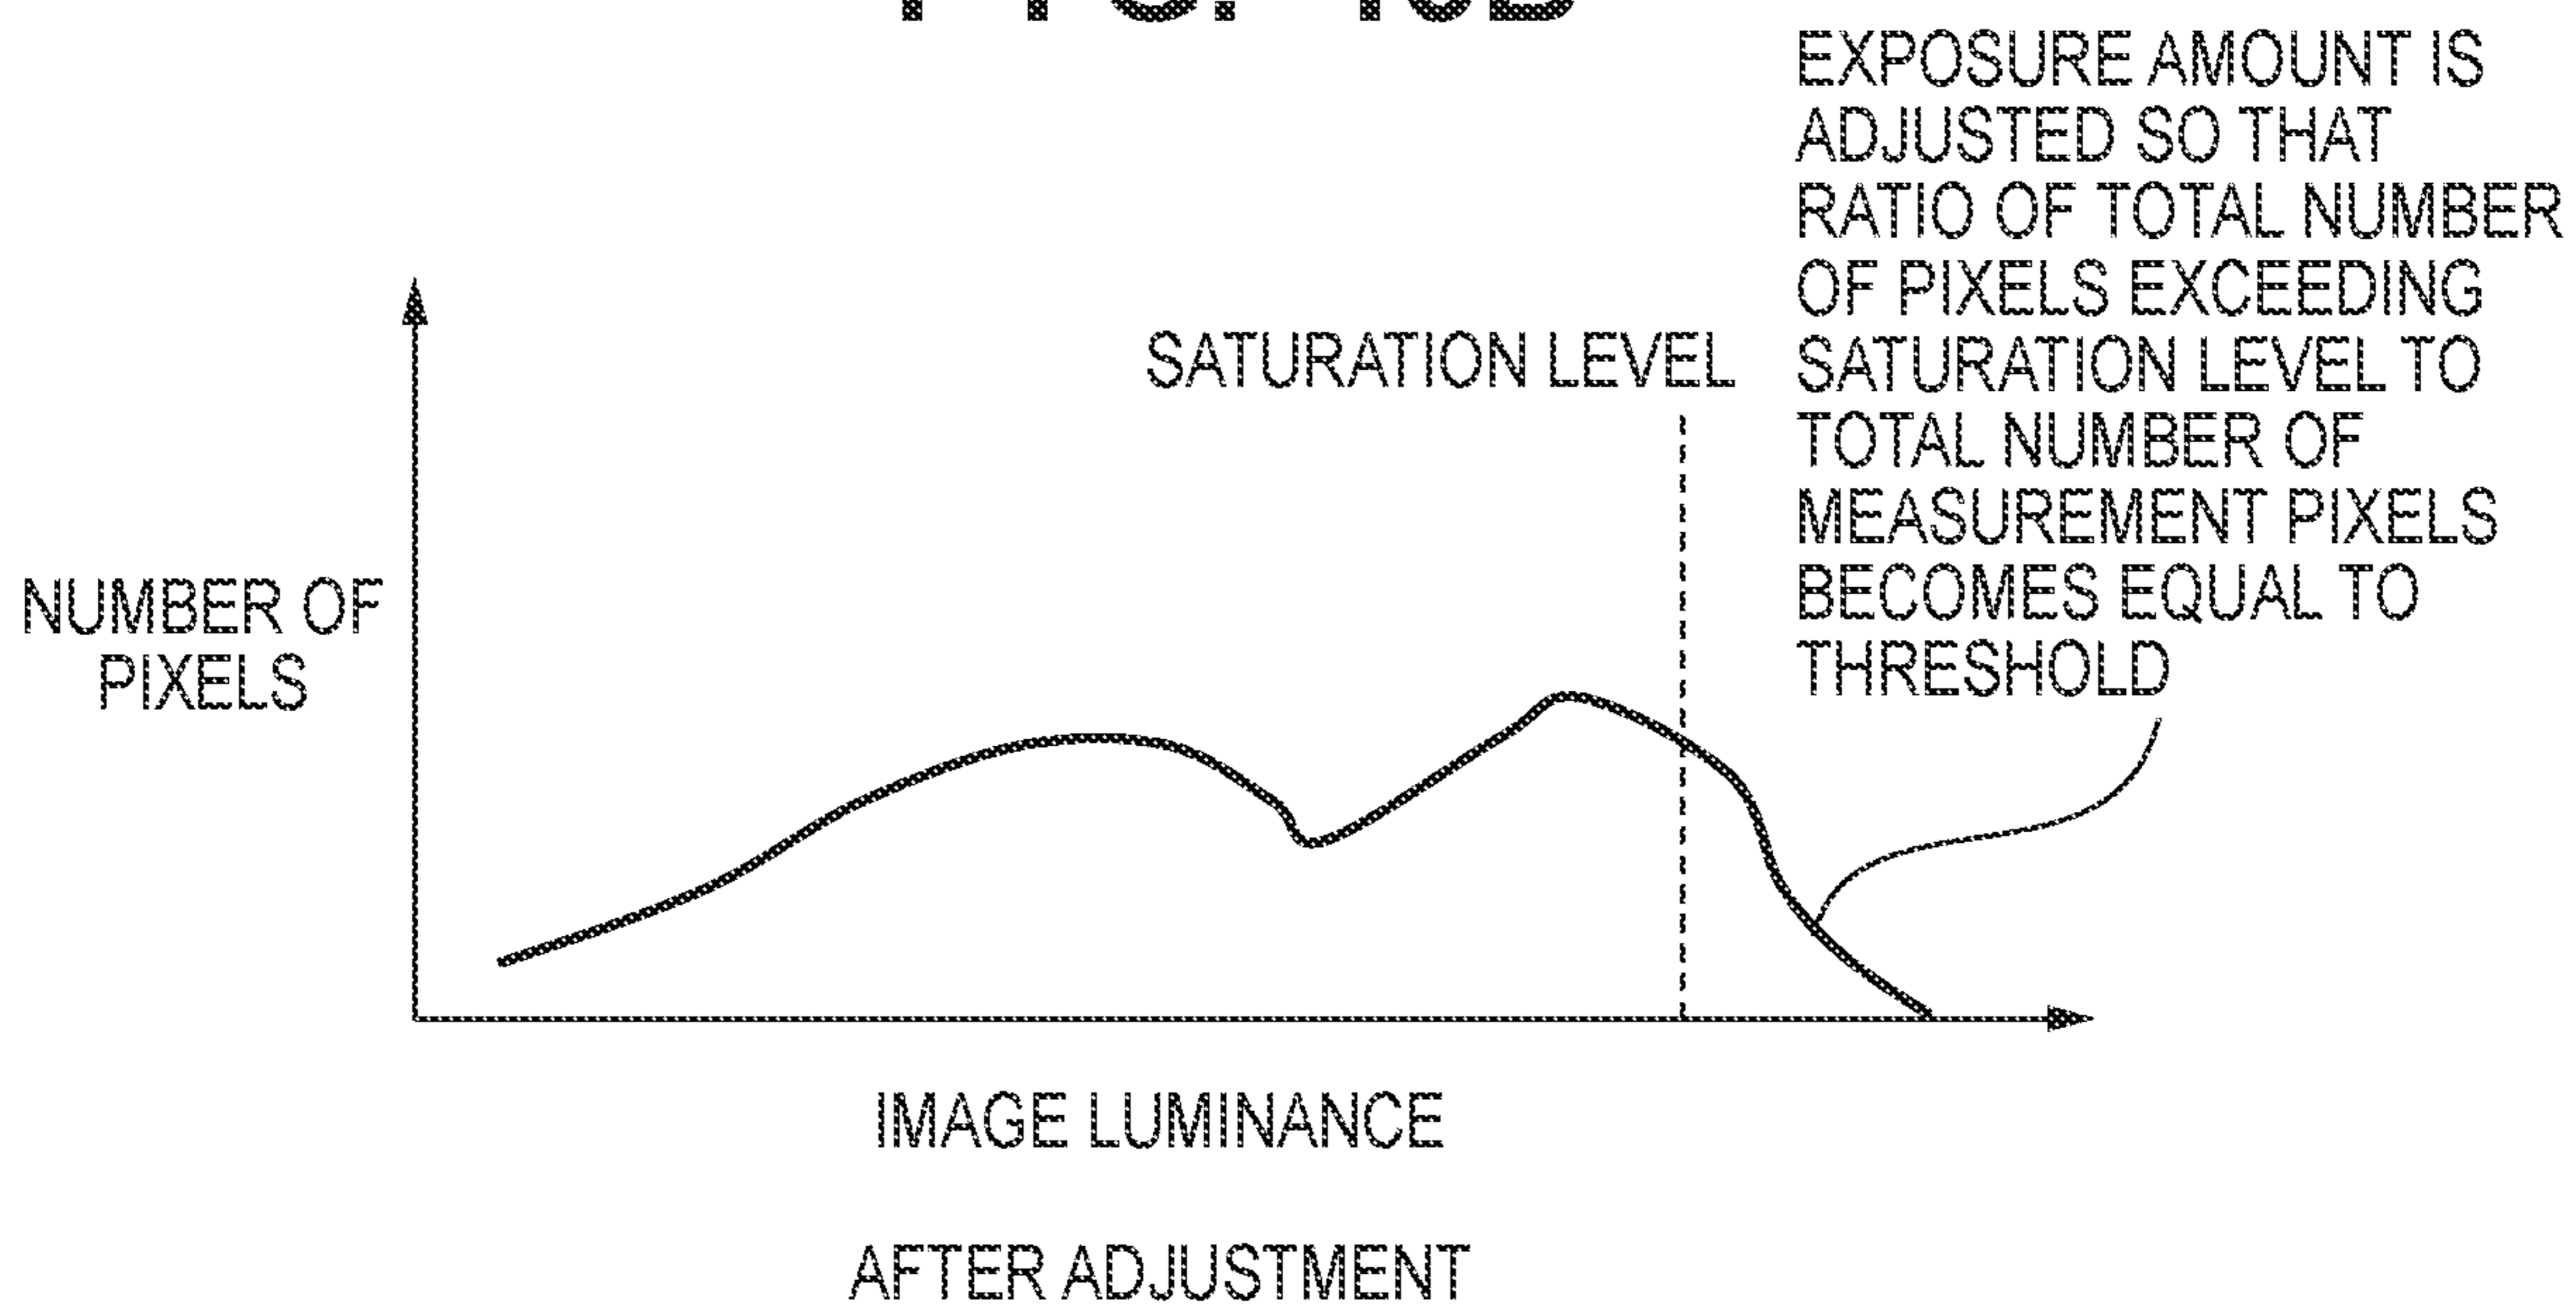 EXPOSURE AMOUNT IS
ADJUSTED SO THAT
RATIO OF TOTAL NUMBER
OF PIXELS EXCEEDING
SATURATION LEVEL TO
TOTAL NUMBER OF
MEASUREMENT PIXELS
BECOMES EQUAL TO
THRESHOLD
SATURATION LEVEL
NUMBER OF
PIXELS
IMAGE LUMINANCE
AFTER ADJUSTMENT